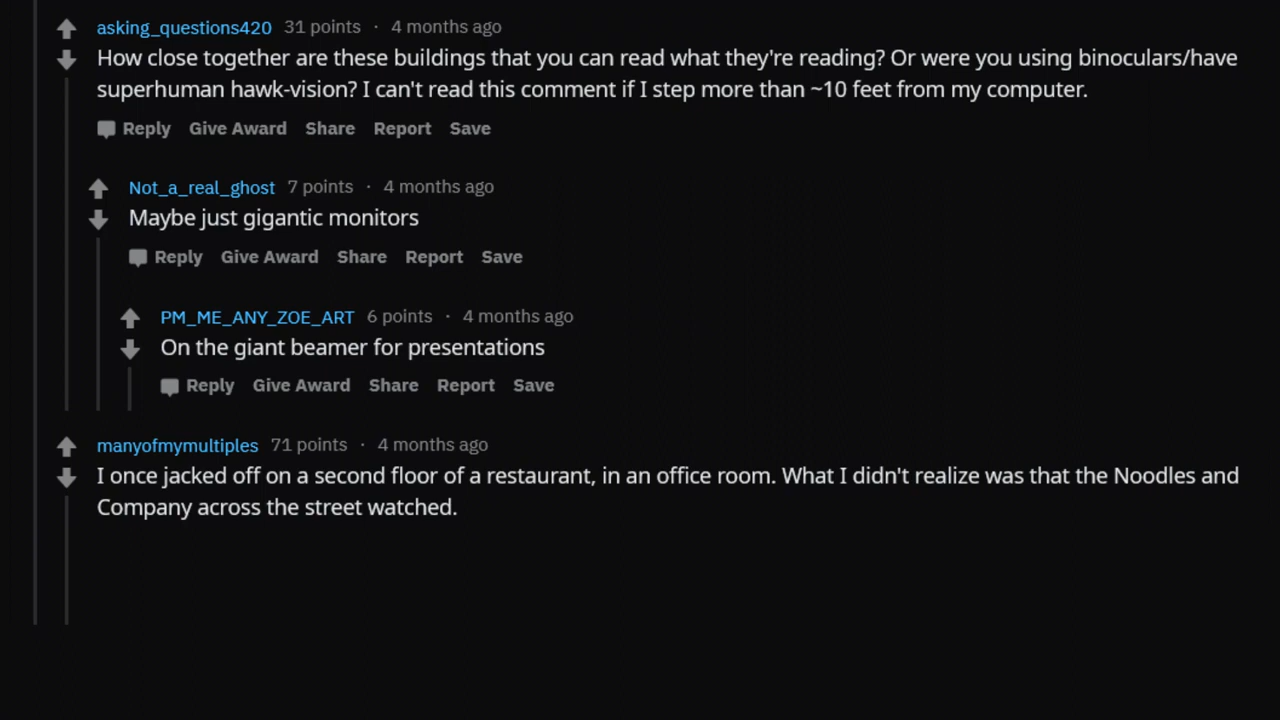 asking_questions420 31 points · 4 months ago
How close together are these buildings that you can read what they're reading? Or were you using binoculars/have
superhuman hawk-vision? I can't read this comment if I step more than ~10 feet from my computer.
Reply Give Award Share Report Save
Not_a_real_ghost 7 points · 4 months ago
Maybe just gigantic monitors
Reply Give Award Share Report Save
PM_ME_ANY_ZOE_ART 6 points · 4 months ago
On the giant beamer for presentations
Reply Give Award Share Report Save
manyofmymultiples 71 points · 4 months ago
I once jacked off on a second floor of a restaurant, in an office room. What I didn't realize was that the Noodles and
Company across the street watched.